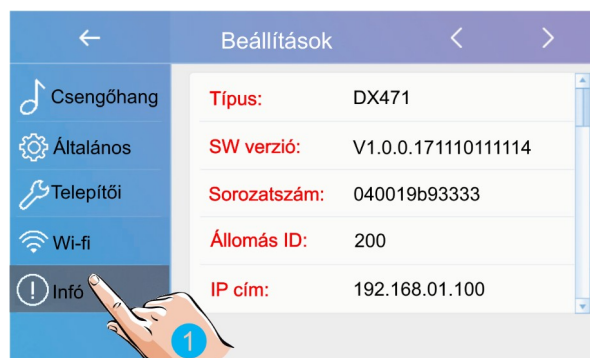 Beállítások
Csengőhang
Általános
Telepítői
Wi-fi
Infó
Típus: DX471
SW verzió: V1.0.0.171110111114
Sorozatszám: 040019b93333
Állomás ID: 200
IP cím: 192.168.01.100
1